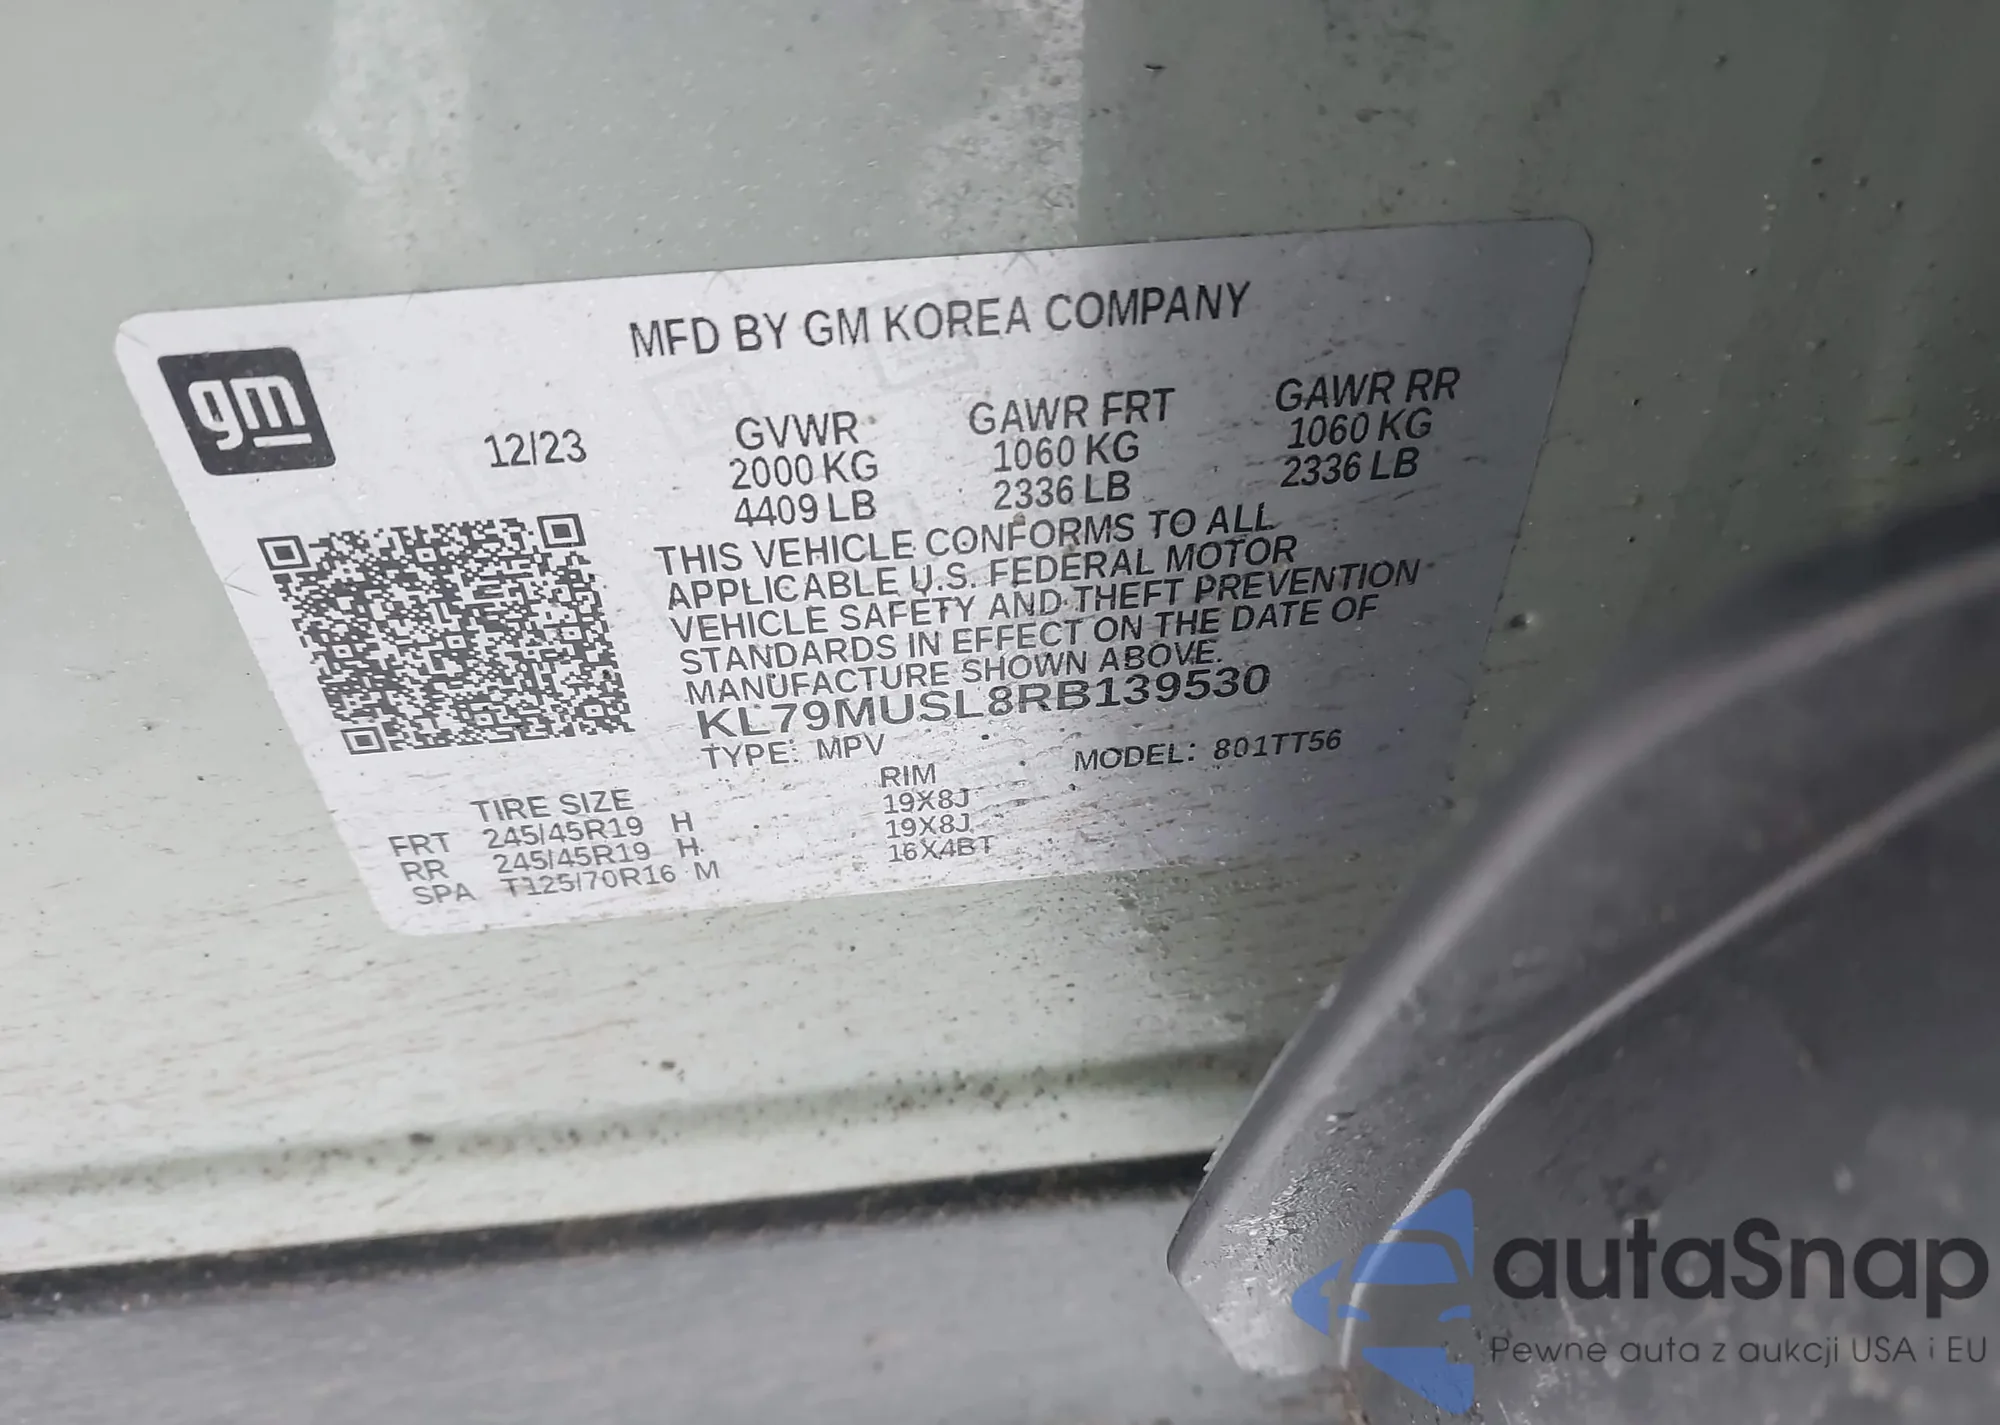 MFD BY GM KOREA COMPANY
gm
12/23
GVWR GAWR FRT GAWR RR
2000 KG 1060 KG 1060 KG
4409 LB 2336 LB 2336 LB
THIS VEHICLE CONFORMS TO ALL
APPLICABLE U.S. FEDERAL MOTOR
VEHICLE SAFETY AND THEFT PREVENTION
STANDARDS IN EFFECT ON THE DATE OF
MANUFACTURE SHOWN ABOVE.
KL79MUSL8RB139530
TYPE: MPV MODEL: 801TT56
TIRE SIZE RIM
FRT 245/45R19 H 19X8J
RR 245/45R19 H 19X8J
SPA T125/70R16 M 16X4BT
autaSnap
Pewne auta z aukcji USA i EU